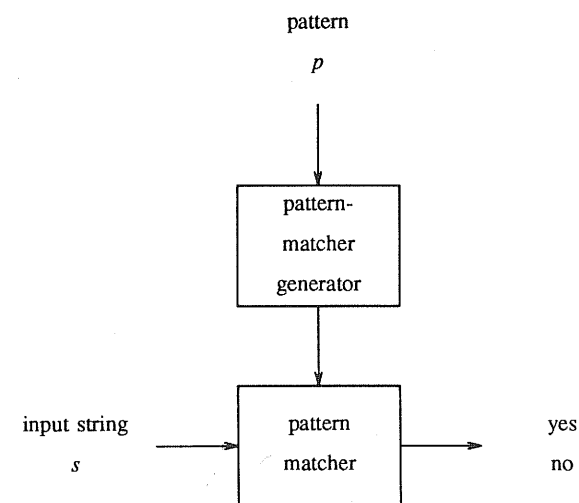 pattern
p
pattern-
matcher
generator
input string
s
pattern
matcher
yes
no